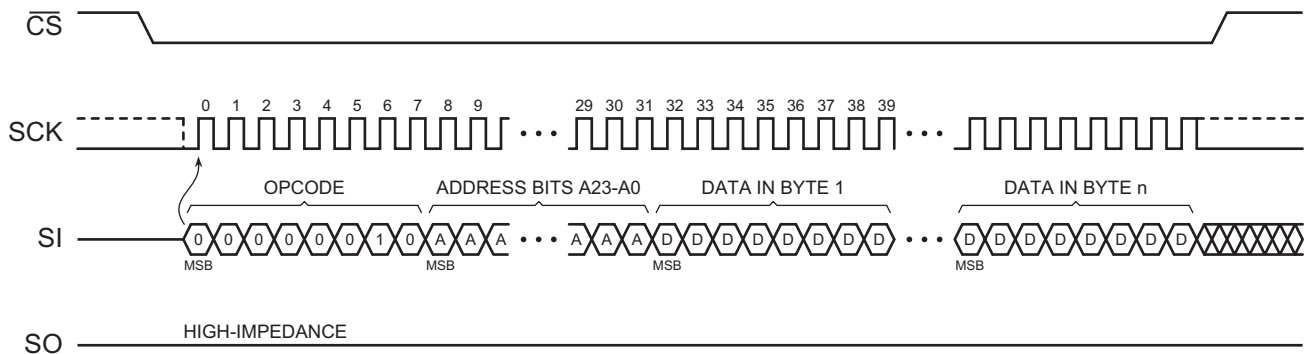 C̅S̅
0 1 2 3 4 5 6 7 8 9 29 30 31 32 33 34 35 36 37 38 39
SCK
OPCODE ADDRESS BITS A23-A0 DATA IN BYTE 1 DATA IN BYTE n
SI 0 0 0 0 0 0 1 0 A A A • • • A A A D D D D D D D D • • • D D D D D D D D
MSB MSB MSB MSB
HIGH-IMPEDANCE
SO